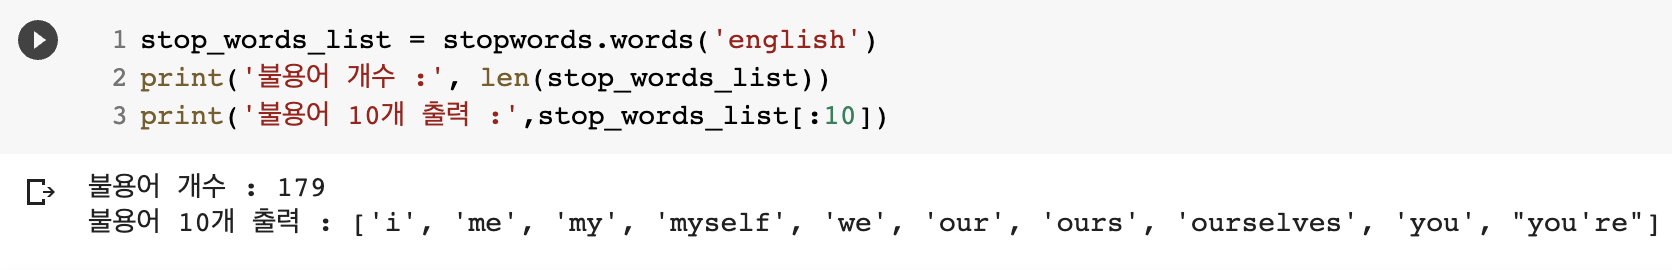 1 stop_words_list = stopwords.words('english')
2 print('불용어 개수 :', len(stop_words_list))
3 print('불용어 10개 출력 :',stop_words_list[:10])
불용어 개수 : 179
불용어 10개 출력 : ['i', 'me', 'my', 'myself', 'we', 'our', 'ours', 'ourselves', 'you', "you're"]